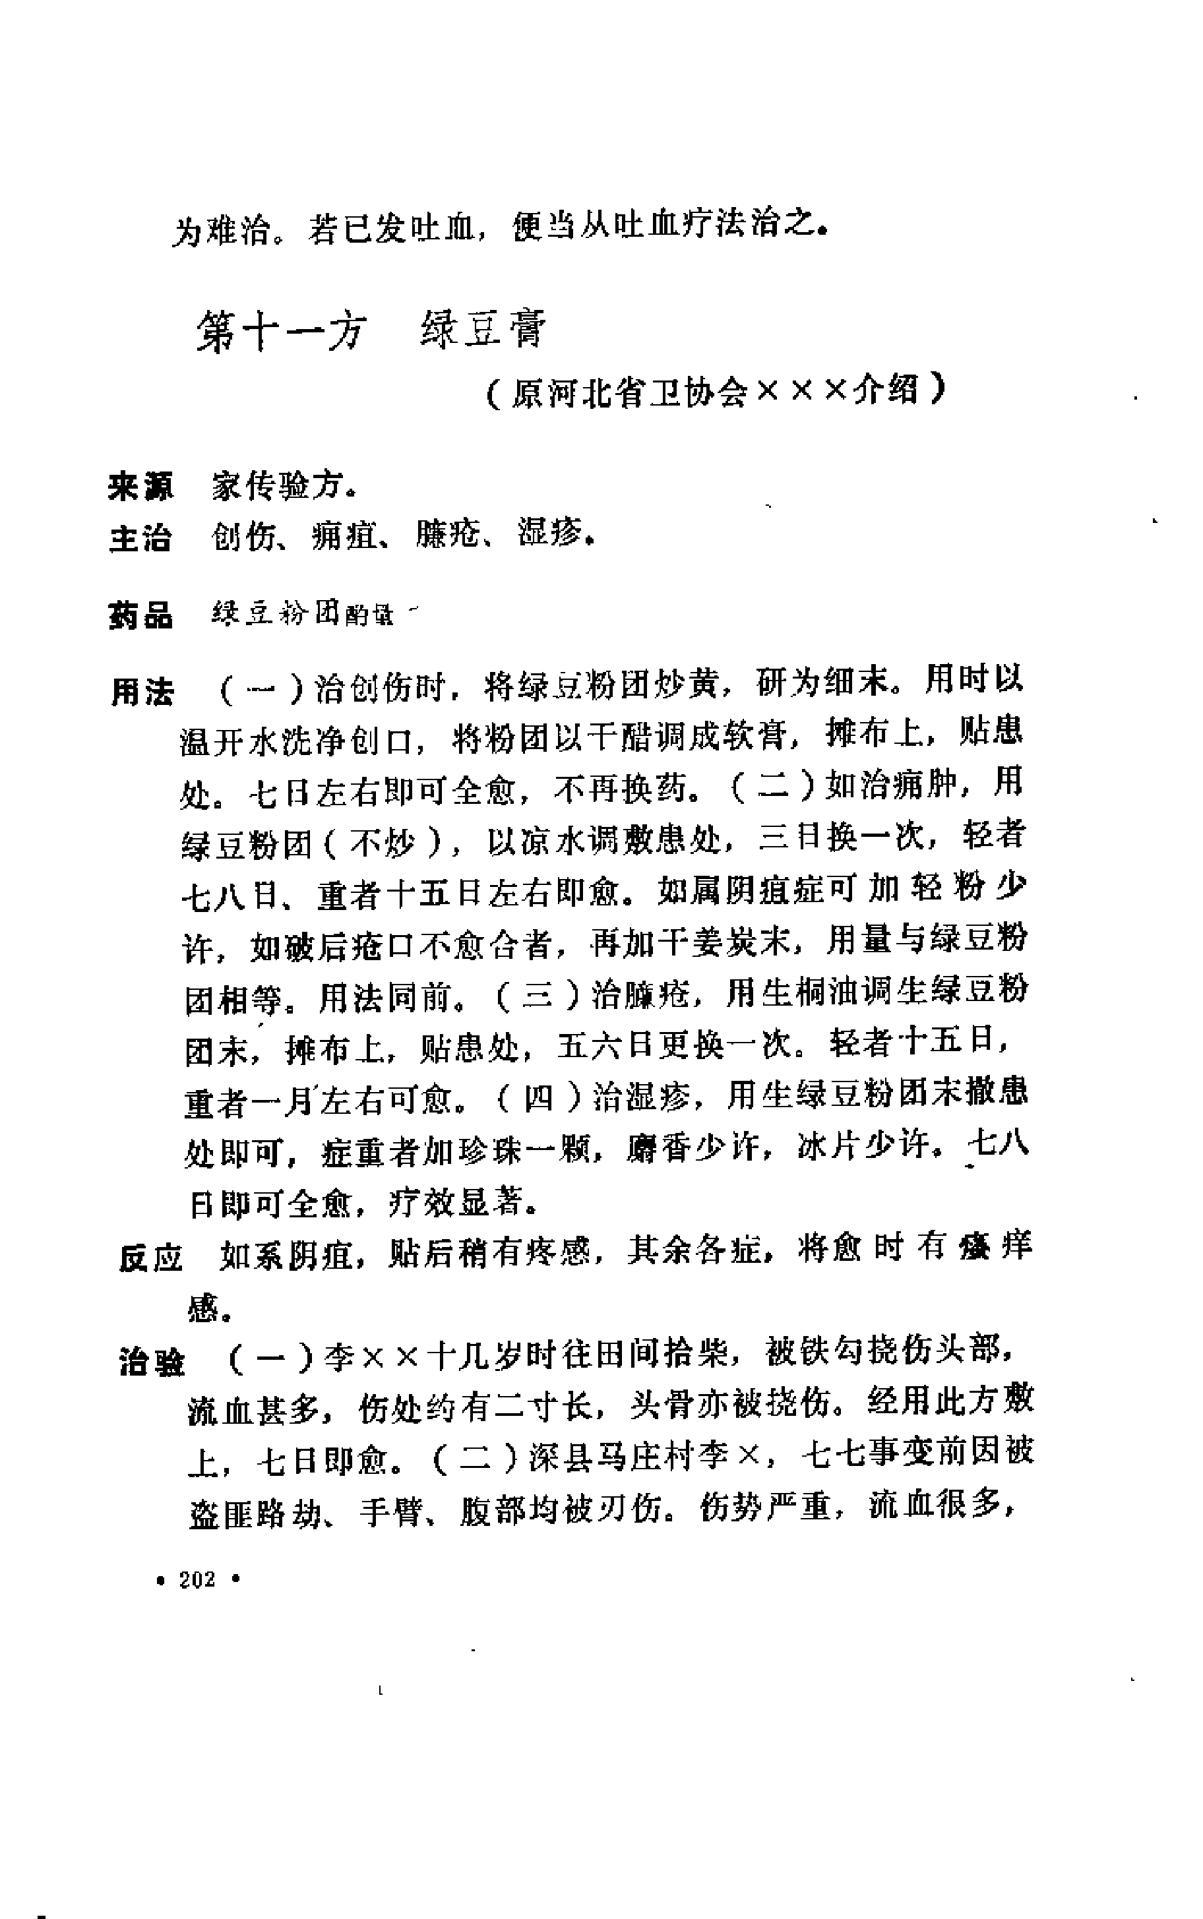 为难治。若已发吐血，便当从吐血疗法治之。
第十一方　绿豆膏
（原河北省卫协会×××介绍）
来源　家传验方。
主治　创伤、痈疽、臁疮、湿疹。
药品　绿豆粉团酌量
用法　（一）治创伤时，将绿豆粉团炒黄，研为细末。用时以
温开水洗净创口，将粉团以干醋调成软膏，摊布上，贴患
处。七日左右即可全愈，不再换药。（二）如治痈肿，用
绿豆粉团（不炒），以凉水调敷患处，三日换一次，轻者
七八日、重者十五日左右即愈。如属阴疽症可加轻粉少
许，如破后疮口不愈合者，再加干姜炭末，用量与绿豆粉
团相等。用法同前。（三）治臁疮，用生桐油调生绿豆粉
团末，摊布上，贴患处，五六日更换一次。轻者十五日，
重者一月左右可愈。（四）治湿疹，用生绿豆粉团末撒患
处即可，症重者加珍珠一颗，麝香少许，冰片少许。七八
日即可全愈，疗效显著。
反应　如系阴疽，贴后稍有疼感，其余各症，将愈时有瘙痒
感。
治验　（一）李××十几岁时往田间拾柴，被铁勾挠伤头部，
流血甚多，伤处约有二寸长，头骨亦被挠伤。经用此方敷
上，七日即愈。（二）深县马庄村李×，七七事变前因被
盗匪路劫、手臂、腹部均被刃伤。伤势严重，流血很多，
• 202 •